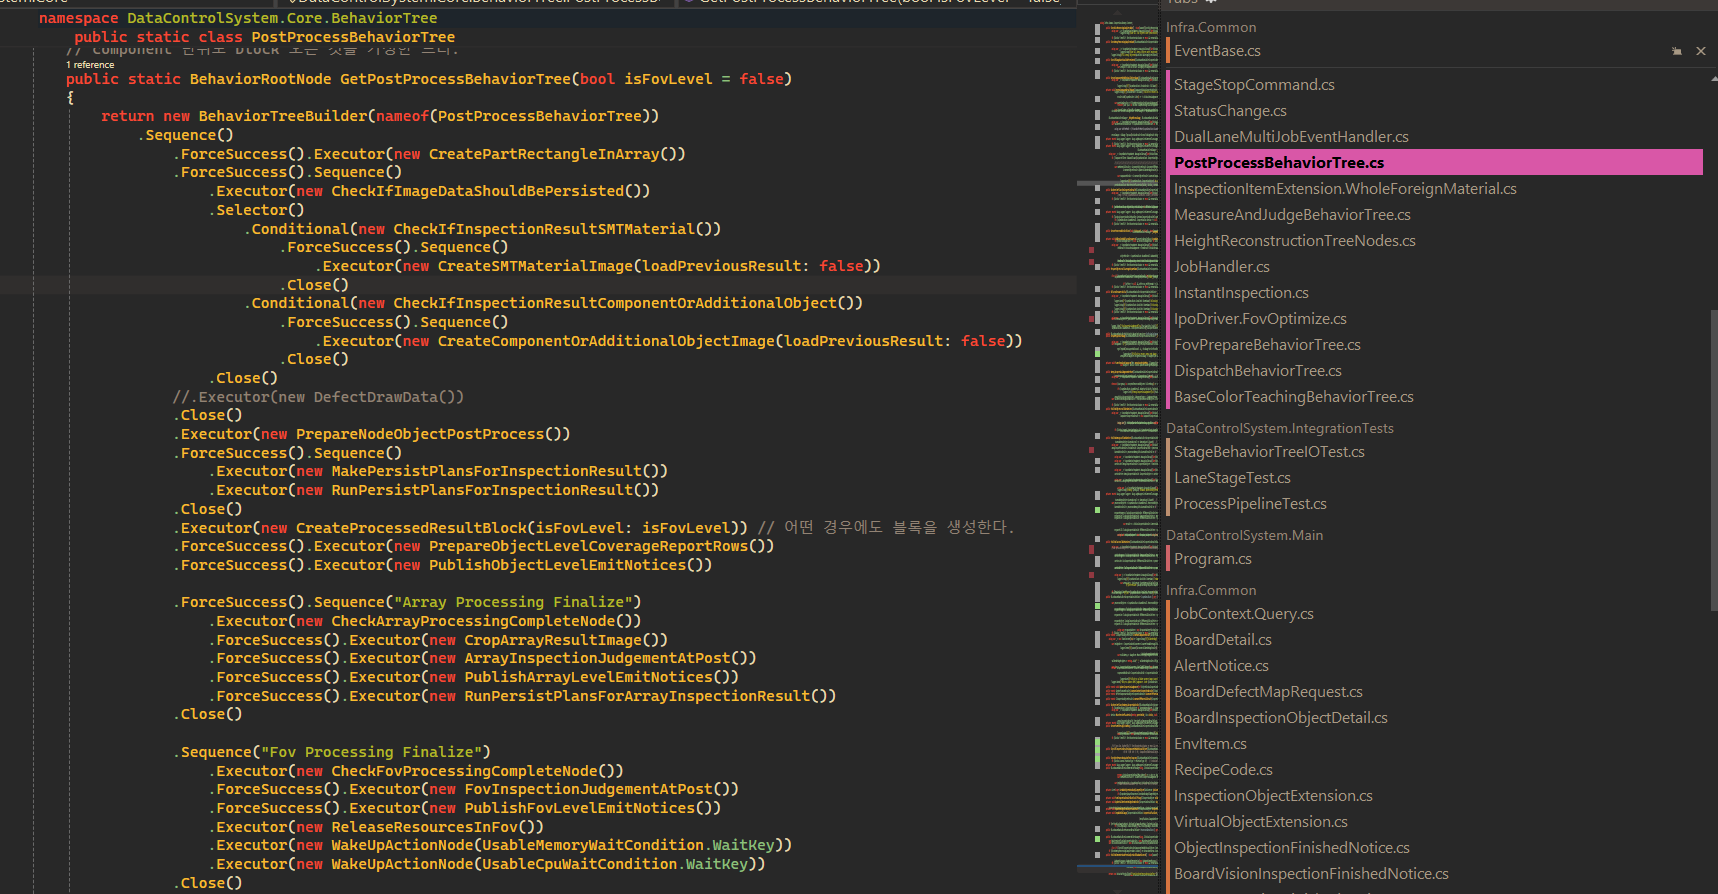 namespace DataControlSystem.Core.BehaviorTree
public static class PostProcessBehaviorTree
1 reference
public static BehaviorRootNode GetPostProcessBehaviorTree(bool isFovLevel = false)
{
return new BehaviorTreeBuilder(nameof(PostProcessBehaviorTree))
.Sequence()
.ForceSuccess().Executor(new CreatePartRectangleInArray())
.ForceSuccess().Sequence()
.Executor(new CheckIfImageDataShouldBePersisted())
.Selector()
.Conditional(new CheckIfInspectionResultSMTMaterial())
.ForceSuccess().Sequence()
.Executor(new CreateSMTMaterialImage(loadPreviousResult: false))
.Close()
.Conditional(new CheckIfInspectionResultComponentOrAdditionalObject())
.ForceSuccess().Sequence()
.Executor(new CreateComponentOrAdditionalObjectImage(loadPreviousResult: false))
.Close()
.Close()
//.Executor(new DefectDrawData())
.Close()
.Executor(new PrepareNodeObjectPostProcess())
.ForceSuccess().Sequence()
.Executor(new MakePersistPlansForInspectionResult())
.Executor(new RunPersistPlansForInspectionResult())
.Close()
.Executor(new CreateProcessedResultBlock(isFovLevel: isFovLevel)) // 어떤 경우에도 블록을 생성한다.
.ForceSuccess().Executor(new PrepareObjectLevelCoverageReportRows())
.ForceSuccess().Executor(new PublishObjectLevelEmitNotices())
.ForceSuccess().Sequence("Array Processing Finalize")
.Executor(new CheckArrayProcessingCompleteNode())
.ForceSuccess().Executor(new CropArrayResultImage())
.ForceSuccess().Executor(new ArrayInspectionJudgementAtPost())
.ForceSuccess().Executor(new PublishArrayLevelEmitNotices())
.ForceSuccess().Executor(new RunPersistPlansForArrayInspectionResult())
.Close()
.Sequence("Fov Processing Finalize")
.Executor(new CheckFovProcessingCompleteNode())
.ForceSuccess().Executor(new FovInspectionJudgementAtPost())
.ForceSuccess().Executor(new PublishFovLevelEmitNotices())
.Executor(new ReleaseResourcesInFov())
.Executor(new WakeUpActionNode(UsableMemoryWaitCondition.WaitKey))
.Executor(new WakeUpActionNode(UsableCpuWaitCondition.WaitKey))
.Close()
Infra.Common
EventBase.cs
StageStopCommand.cs
StatusChange.cs
DualLaneMultiJobEventHandler.cs
PostProcessBehaviorTree.cs
InspectionItemExtension.WholeForeignMaterial.cs
MeasureAndJudgeBehaviorTree.cs
HeightReconstructionTreeNodes.cs
JobHandler.cs
InstantInspection.cs
IpoDriver.FovOptimize.cs
FovPrepareBehaviorTree.cs
DispatchBehaviorTree.cs
BaseColorTeachingBehaviorTree.cs
DataControlSystem.IntegrationTests
StageBehaviorTreeIOTest.cs
LaneStageTest.cs
ProcessPipelineTest.cs
DataControlSystem.Main
Program.cs
Infra.Common
JobContext.Query.cs
BoardDetail.cs
AlertNotice.cs
BoardDefectMapRequest.cs
BoardInspectionObjectDetail.cs
EnvItem.cs
RecipeCode.cs
InspectionObjectExtension.cs
VirtualObjectExtension.cs
ObjectInspectionFinishedNotice.cs
BoardVisionInspectionFinishedNotice.cs